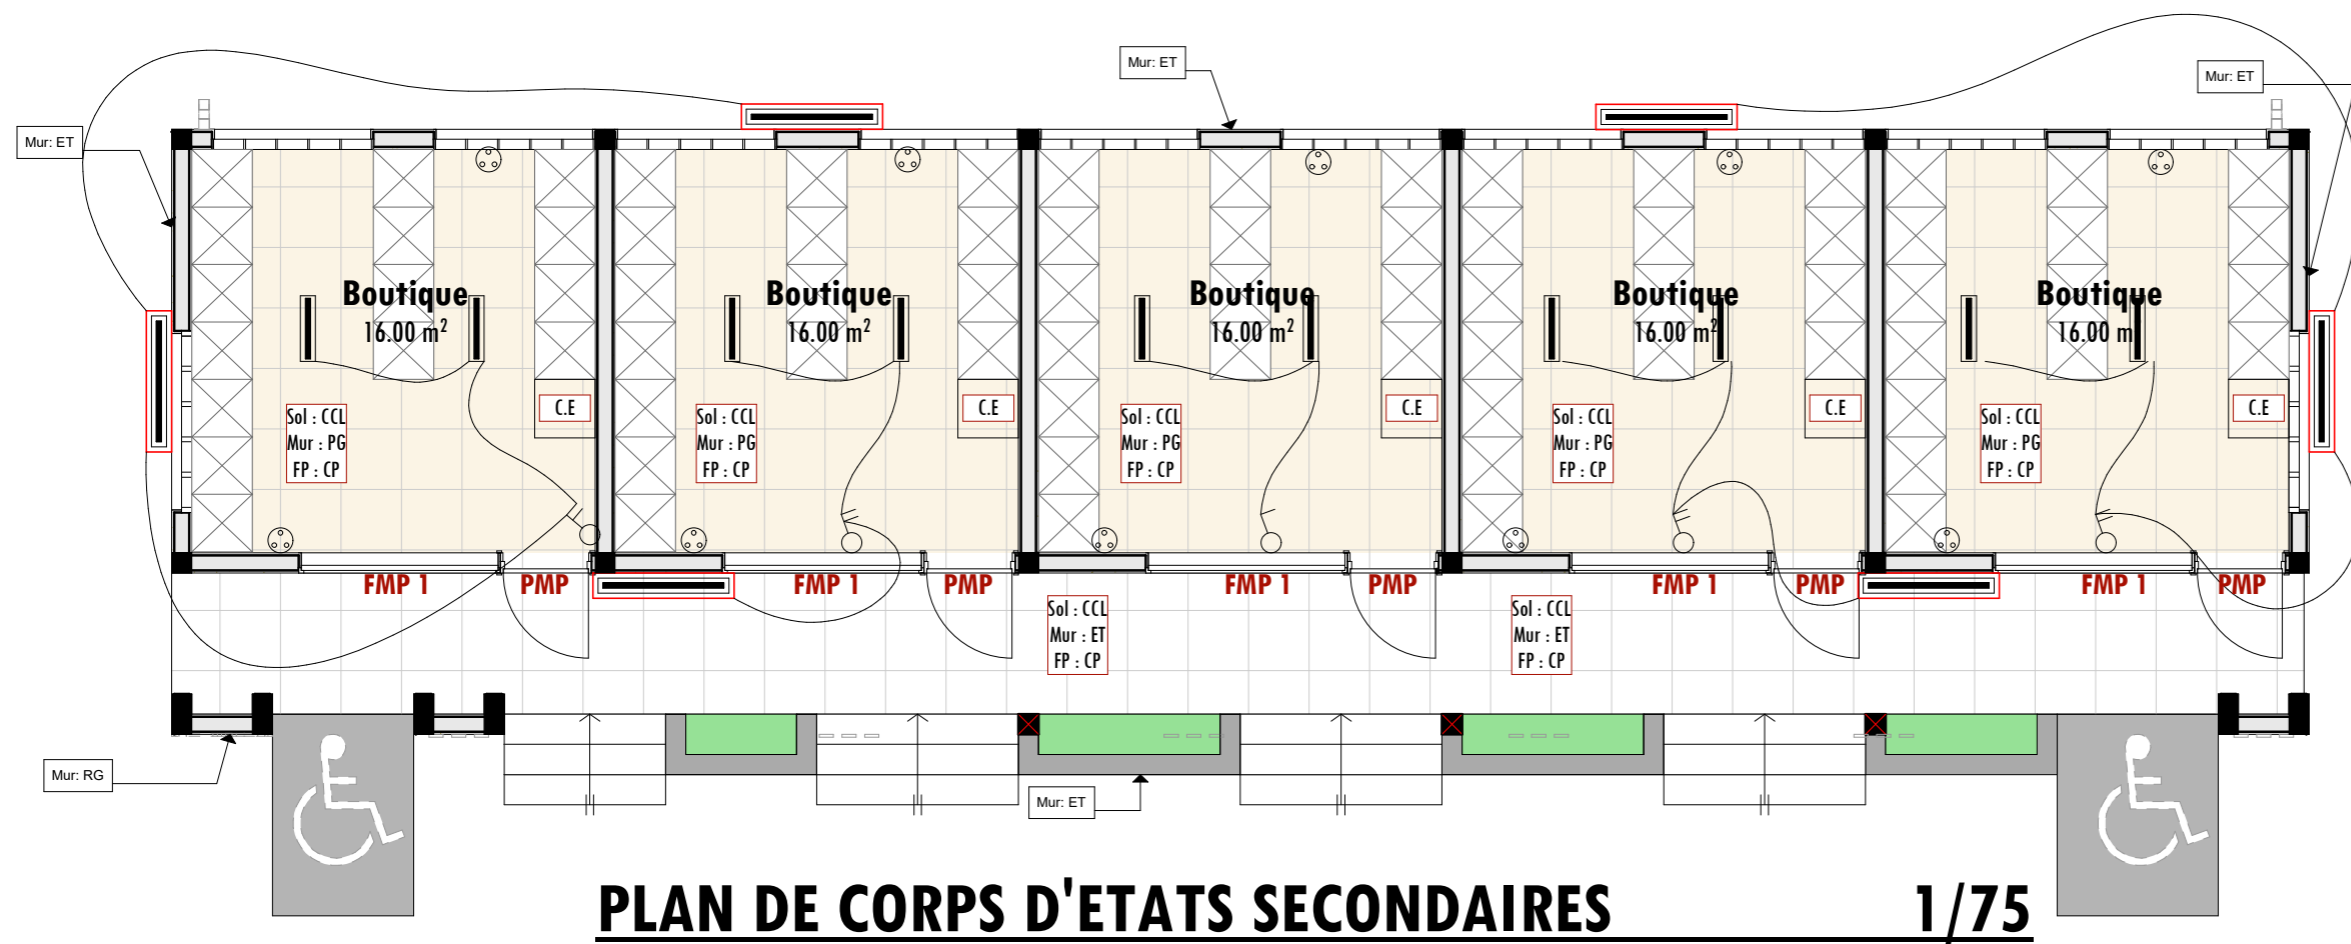 Mur: ET
Mur: ET
Mur: ET
Boutique
16.00 m²
Boutique
16.00 m²
Boutique
16.00 m²
Boutique
16.00 m²
Boutique
16.00 m²
C.E
C.E
C.E
C.E
C.E
Sol : CCL
Mur : PG
FP : CP
Sol : CCL
Mur : PG
FP : CP
Sol : CCL
Mur : PG
FP : CP
Sol : CCL
Mur : PG
FP : CP
Sol : CCL
Mur : PG
FP : CP
FMP 1
PMP
FMP 1
PMP
FMP 1
PMP
FMP 1
PMP
FMP 1
PMP
Sol : CCL
Mur : ET
FP : CP
Sol : CCL
Mur : ET
FP : CP
Mur: RG
Mur: ET
PLAN DE CORPS D'ETATS SECONDAIRES 1/75